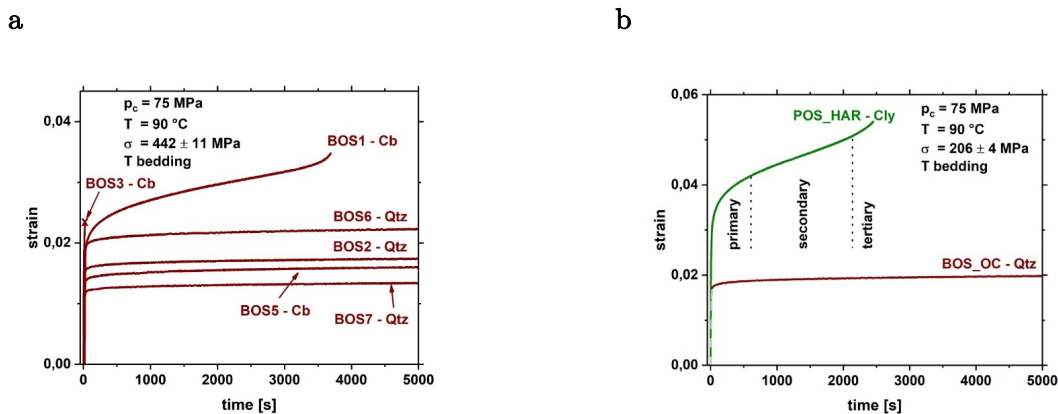 a
p_c = 75 MPa
T = 90 °C
σ = 442 ± 11 MPa
T bedding
BOS1 - Cb
BOS3 - Cb
BOS6 - Qtz
BOS2 - Qtz
BOS5 - Cb
BOS7 - Qtz
0,04
0,02
0,00
strain
0 1000 2000 3000 4000 5000
time [s]
b
POS_HAR - Cly
p_c = 75 MPa
T = 90 °C
σ = 206 ± 4 MPa
T bedding
primary
secondary
tertiary
BOS_OC - Qtz
0,06
0,04
0,02
0,00
strain
0 1000 2000 3000 4000 5000
time [s]